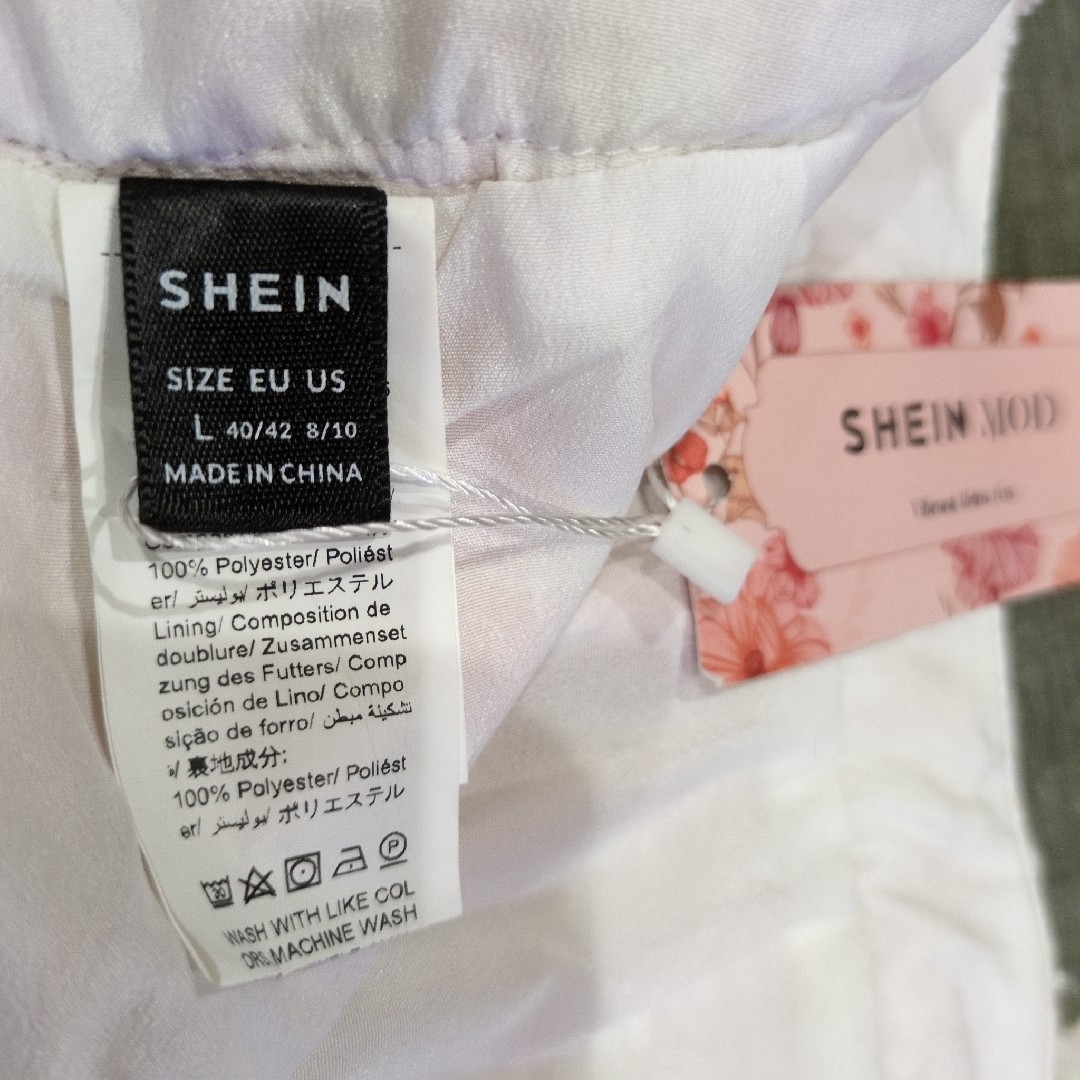 SHEIN
SIZE EU US
L 40/42 8/10
MADE IN CHINA
100% Polyester/ Poliést
er/ بوليستر/ ポリエステル
Lining/ Composition de
doublure/ Zusammenset
zung des Futters/ Comp
osición de Lino/ Compo
sição de forro/ تشكيلة مبطن
ة/ 裏地成分:
100% Polyester/ Poliést
er/ بوليستر/ ポリエステル
30 P
WASH WITH LIKE COL
ORS.MACHINE WASH
SHEIN MOD